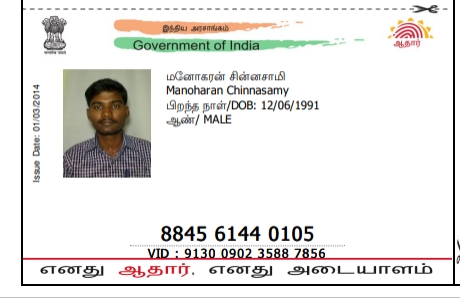 இந்திய அரசாங்கம்
Government of India
ஆதார்
Issue Date: 01/03/2014
மனோகரன் சின்னசாமி
Manoharan Chinnasamy
பிறந்த நாள்/DOB: 12/06/1991
ஆண்/ MALE
8845 6144 0105
VID : 9130 0902 3588 7856
எனது ஆதார், எனது அடையாளம்